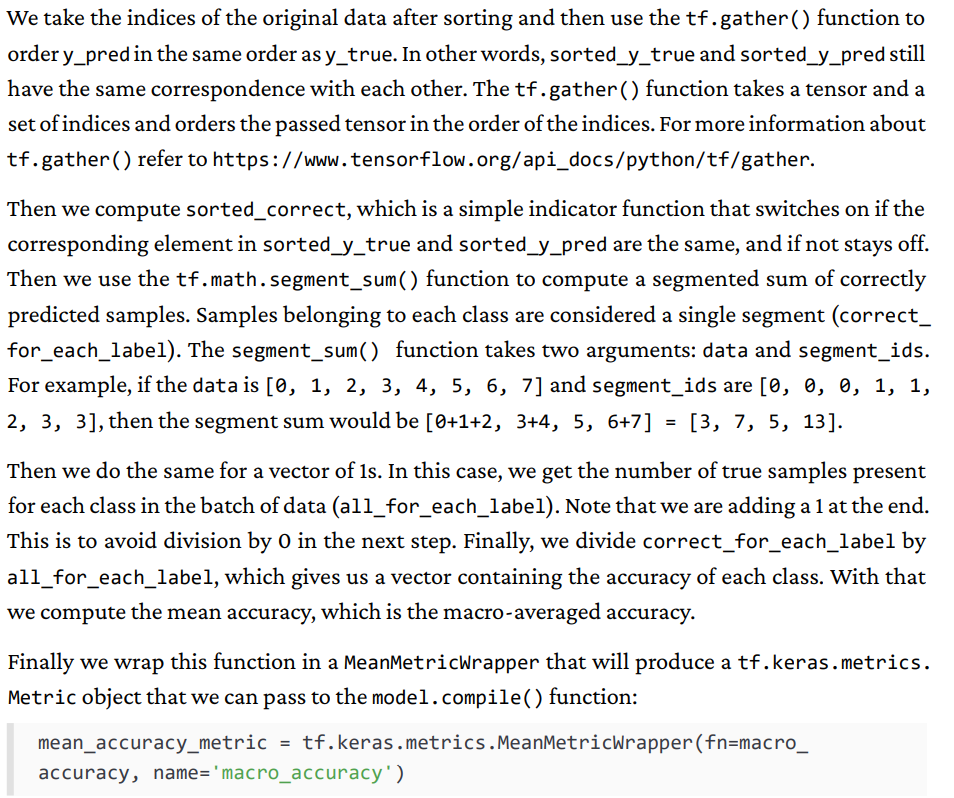 We take the indices of the original data after sorting and then use the tf.gather() function to
order y_pred in the same order as y_true. In other words, sorted_y_true and sorted_y_pred still
have the same correspondence with each other. The tf.gather() function takes a tensor and a
set of indices and orders the passed tensor in the order of the indices. For more information about
tf.gather() refer to https://www.tensorflow.org/api_docs/python/tf/gather.
Then we compute sorted_correct, which is a simple indicator function that switches on if the
corresponding element in sorted_y_true and sorted_y_pred are the same, and if not stays off.
Then we use the tf.math.segment_sum() function to compute a segmented sum of correctly
predicted samples. Samples belonging to each class are considered a single segment (correct_
for_each_label). The segment_sum() function takes two arguments: data and segment_ids.
For example, if the data is [0, 1, 2, 3, 4, 5, 6, 7] and segment_ids are [0, 0, 0, 1, 1,
2, 3, 3], then the segment sum would be [0+1+2, 3+4, 5, 6+7] = [3, 7, 5, 13].
Then we do the same for a vector of 1s. In this case, we get the number of true samples present
for each class in the batch of data (all_for_each_label). Note that we are adding a 1 at the end.
This is to avoid division by 0 in the next step. Finally, we divide correct_for_each_label by
all_for_each_label, which gives us a vector containing the accuracy of each class. With that
we compute the mean accuracy, which is the macro-averaged accuracy.
Finally we wrap this function in a MeanMetricWrapper that will produce a tf.keras.metrics.
Metric object that we can pass to the model.compile() function:
mean_accuracy_metric = tf.keras.metrics.MeanMetricWrapper(fn=macro_
accuracy, name='macro_accuracy')